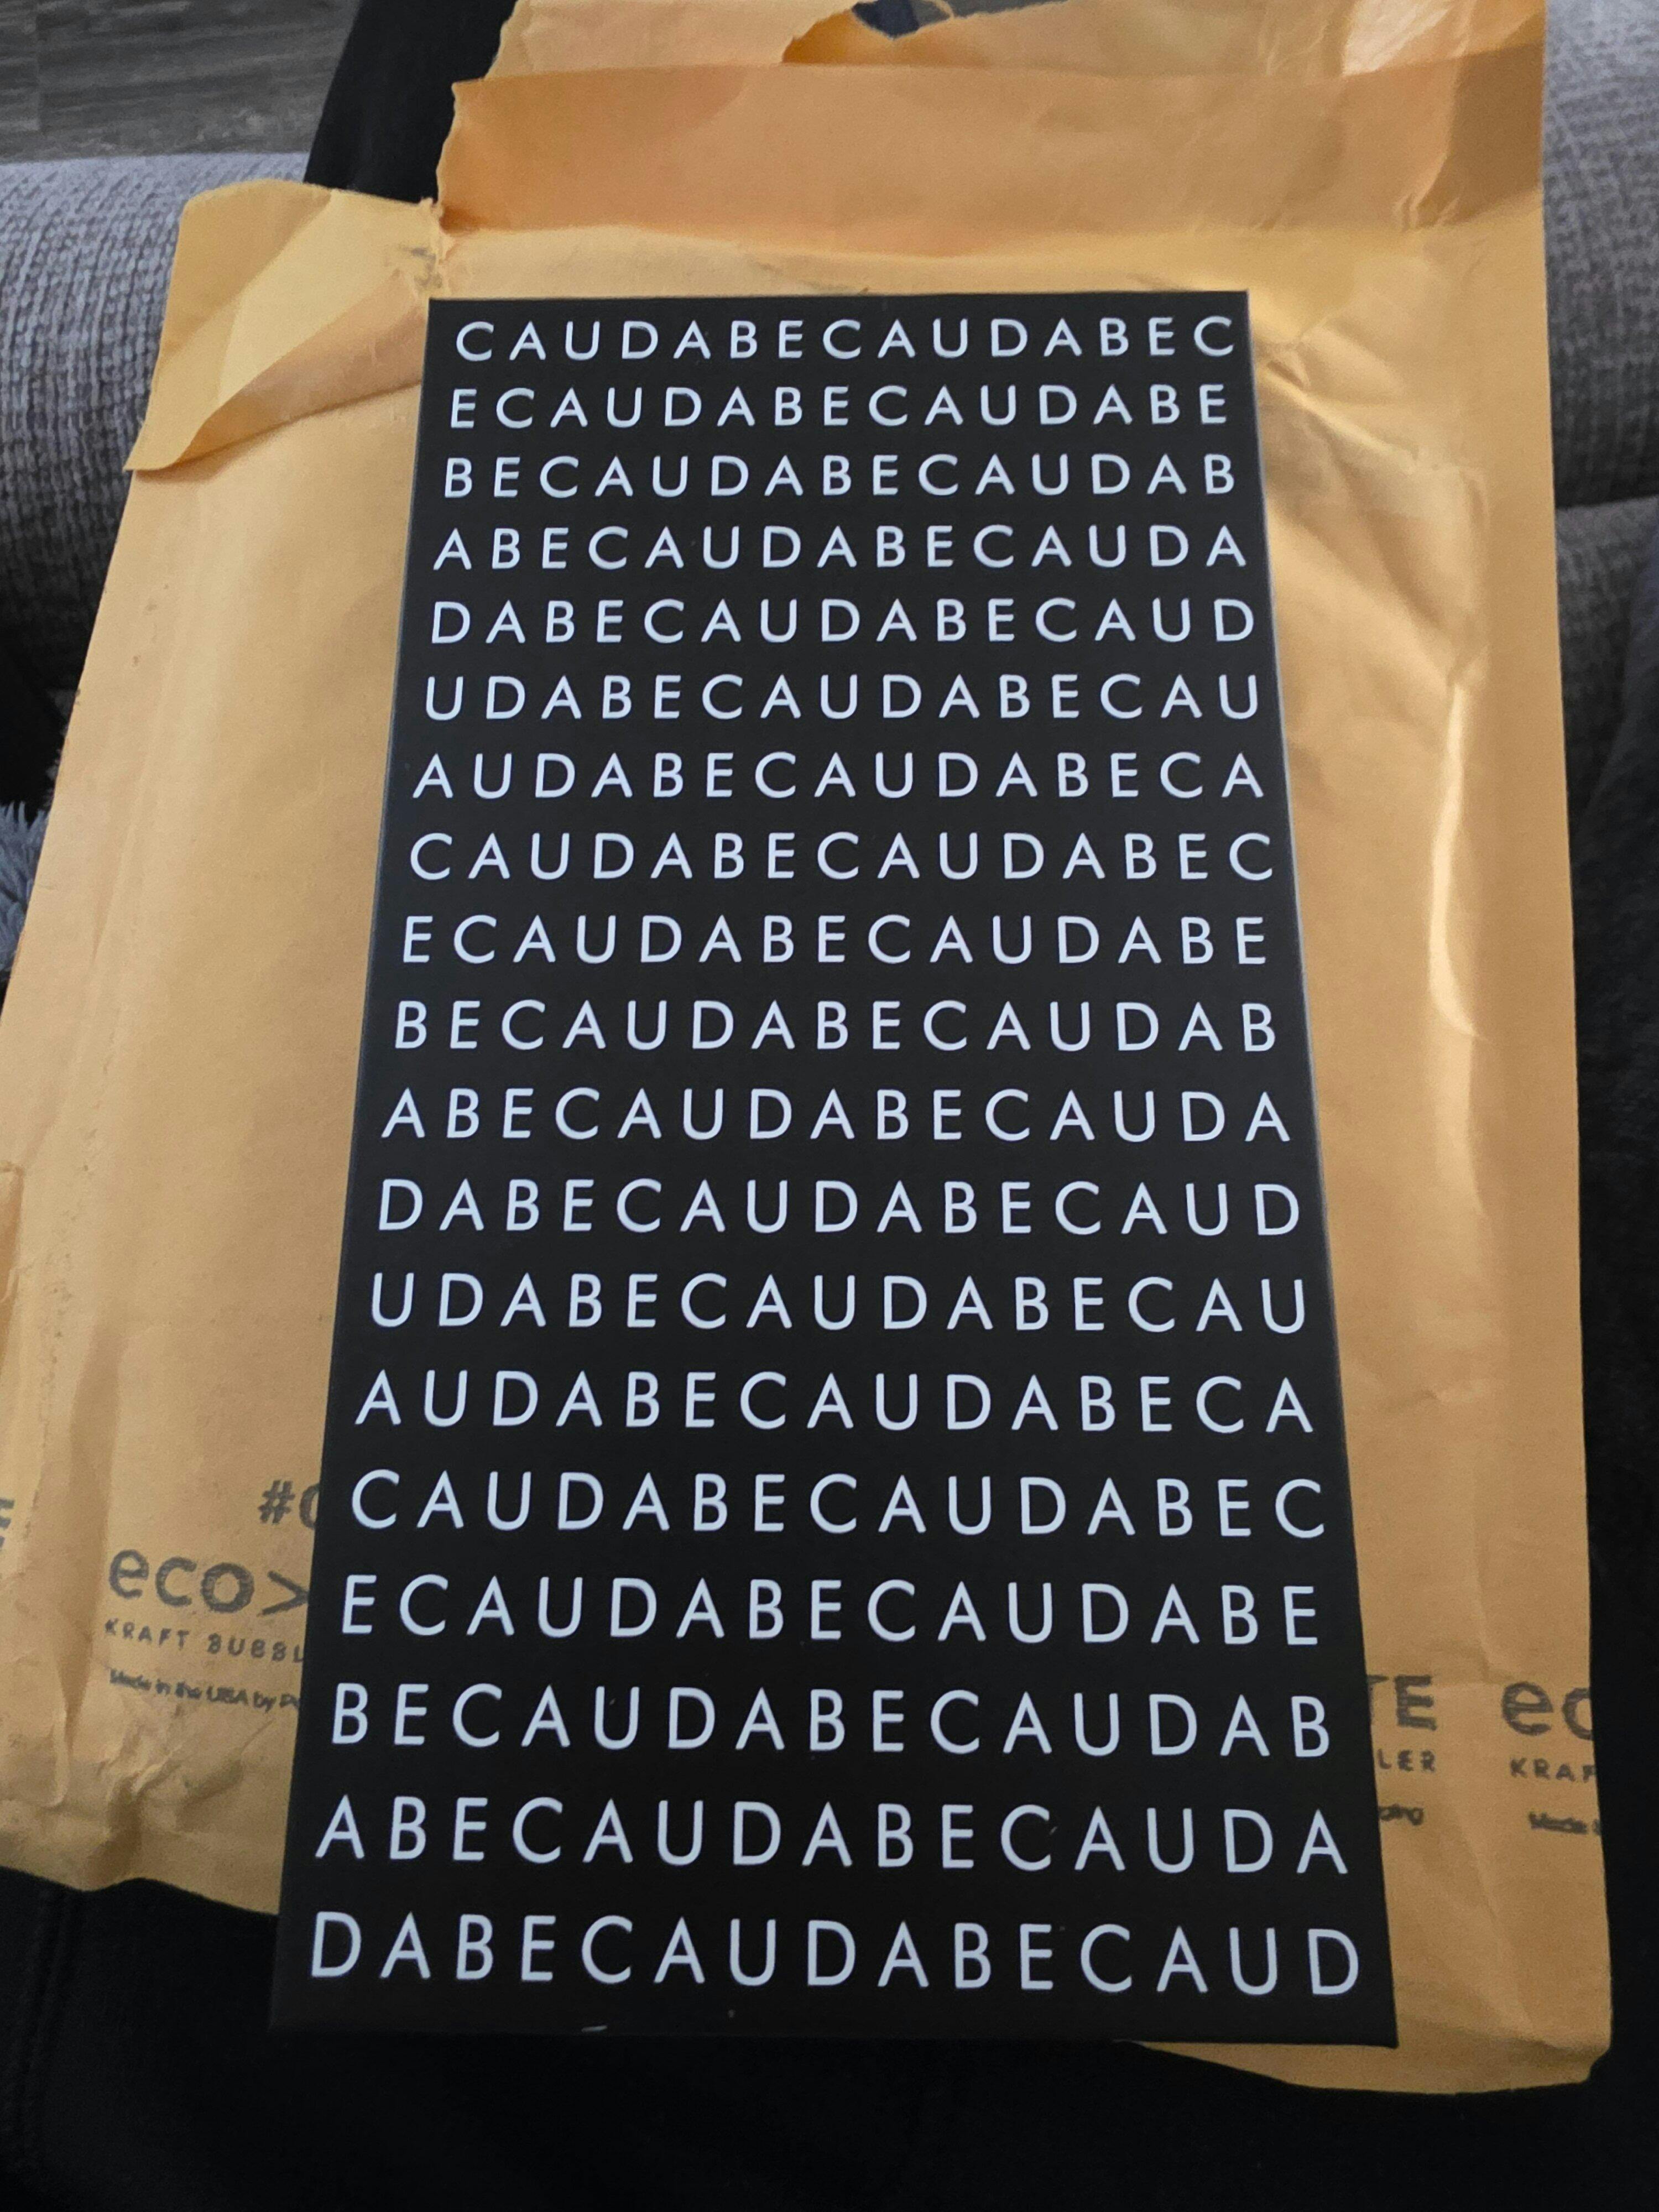 CAUDABECAUDABEC
ECAUDABECAUDABE
BECAUDABECAUDAB
ABECAUDABECAUDA
DABECAUDABECAUD
UDABECAUDABECAU
AUDABECAUDABECA
CAUDABECAUDABEC
ECAUDABECAUDABE
BECAUDABECAUDAB
ABECAUDABECAUDA
DABECAUDABECAUD
UDABECAUDABECAU
AUDABECAUDABECA
CAUDABECAUDABEC
ECAUDABECAUDABE
BECAUDABECAUDAB
ABECAUDABECAUDA
DABECAUDABECAUD
eco>
KRAFT
Made in the USA by